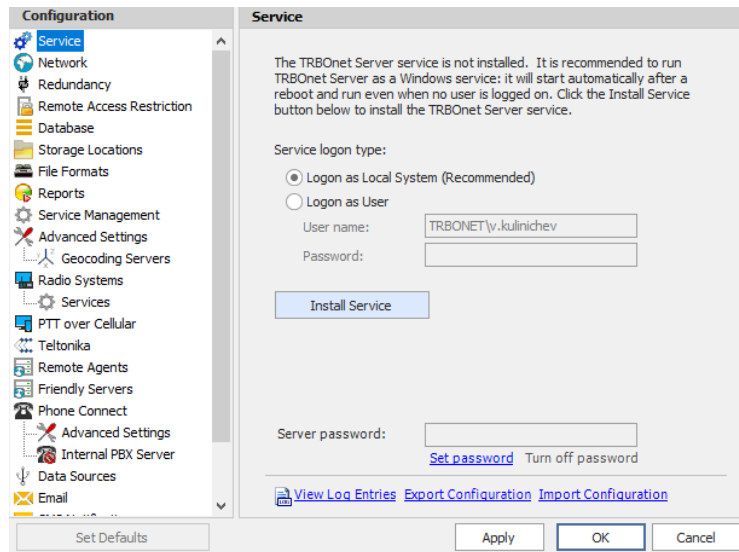 Configuration
Service
Network
Redundancy
Remote Access Restriction
Database
Storage Locations
File Formats
Reports
Service Management
Advanced Settings
Geocoding Servers
Radio Systems
Services
PTT over Cellular
Teltonika
Remote Agents
Friendly Servers
Phone Connect
Advanced Settings
Internal PBX Server
Data Sources
Email
Set Defaults
Service
The TRBOnet Server service is not installed. It is recommended to run
TRBOnet Server as a Windows service: it will start automatically after a
reboot and run even when no user is logged on. Click the Install Service
button below to install the TRBOnet Server service.
Service logon type:
Logon as Local System (Recommended)
Logon as User
User name: TRBONET\v.kulinichev
Password:
Install Service
Server password:
Set password Turn off password
View Log Entries Export Configuration Import Configuration
Apply OK Cancel